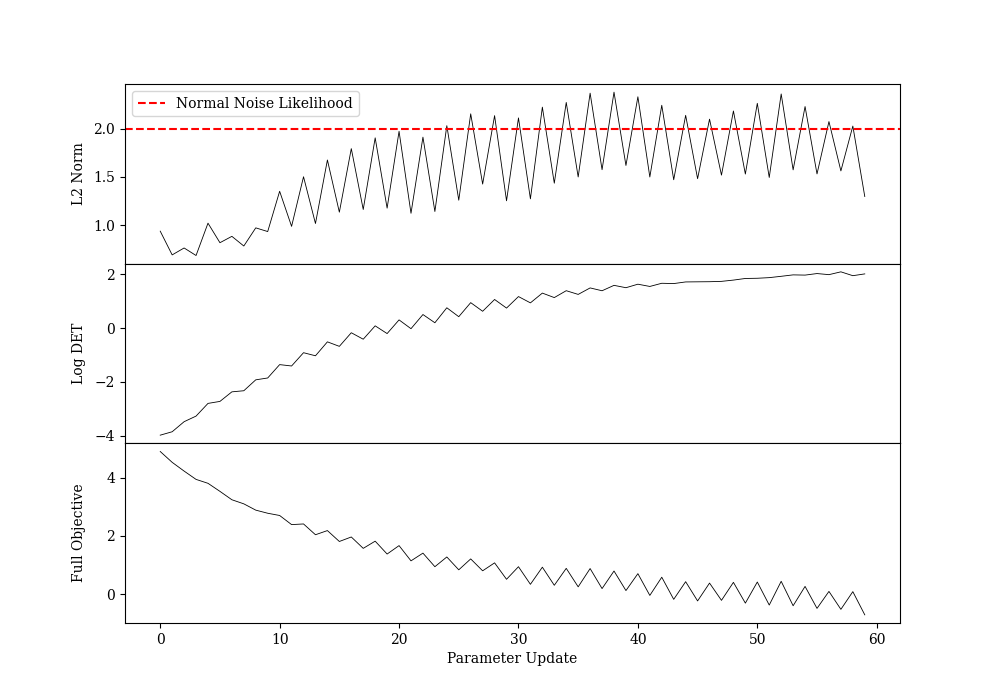 Normal Noise Likelihood
2.0
1.5
1.0
L2 Norm
2
0
−2
−4
Log DET
4
2
0
Full Objective
0 10 20 30 40 50 60
Parameter Update